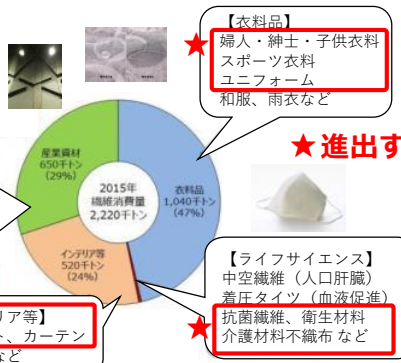 【衣料品】
★婦人・紳士・子供衣料
スポーツ衣料
ユニフォーム
和服、雨衣など
★進出す
産業資材
650千トン
(29%)
2015年
繊維消費量
2,220千トン
衣料品
1,040千トン
(47%)
インテリア等
520千トン
(24%)
【ライフサイエンス】
中空繊維（人口肝臓）
着圧タイツ（血液促進）
★抗菌繊維、衛生材料
介護材料不織布 など
リア等】
、カーテン
など